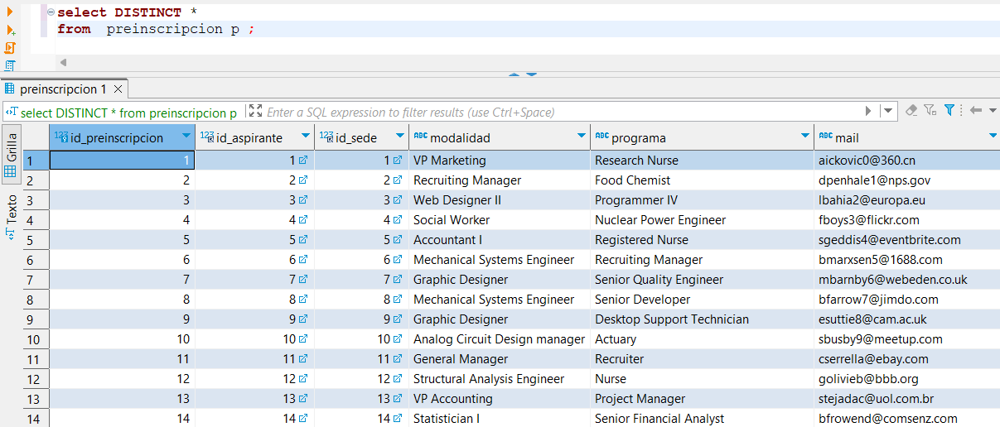 select DISTINCT *
from  preinscripcion p ;
preinscripcion 1
select DISTINCT * from preinscripcion p Enter a SQL expression to filter results (use Ctrl+Space)
Grilla
Texto
123 id_preinscripcion 123 id_aspirante 123 id_sede ABC modalidad ABC programa ABC mail
1 1 1 1 VP Marketing Research Nurse aickovic0@360.cn
2 2 2 2 Recruiting Manager Food Chemist dpenhale1@nps.gov
3 3 3 3 Web Designer II Programmer IV lbahia2@europa.eu
4 4 4 4 Social Worker Nuclear Power Engineer fboys3@flickr.com
5 5 5 5 Accountant I Registered Nurse sgeddis4@eventbrite.com
6 6 6 6 Mechanical Systems Engineer Recruiting Manager bmarxsen5@1688.com
7 7 7 7 Graphic Designer Senior Quality Engineer mbarnby6@webeden.co.uk
8 8 8 8 Mechanical Systems Engineer Senior Developer bfarrow7@jimdo.com
9 9 9 9 Graphic Designer Desktop Support Technician esuttie8@cam.ac.uk
10 10 10 10 Analog Circuit Design manager Actuary sbusby9@meetup.com
11 11 11 11 General Manager Recruiter cserrella@ebay.com
12 12 12 12 Structural Analysis Engineer Nurse golivieb@bbb.org
13 13 13 13 VP Accounting Project Manager stejadac@uol.com.br
14 14 14 14 Statistician I Senior Financial Analyst bfrowend@comsenz.com